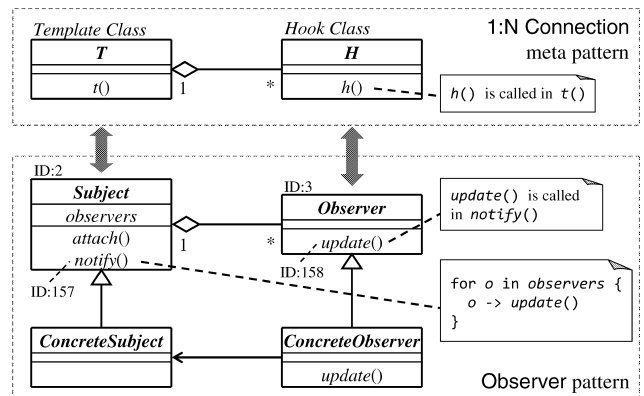 Template Class
Hook Class
1:N Connection
meta pattern
T
H
t()
1
*
h()
h() is called in t()
ID:2
ID:3
Subject
observers
attach()
notify()
1
*
Observer
update()
update() is called
in notify()
ID:157
ID:158
for o in observers {
o -> update()
}
ConcreteSubject
ConcreteObserver
update()
Observer pattern